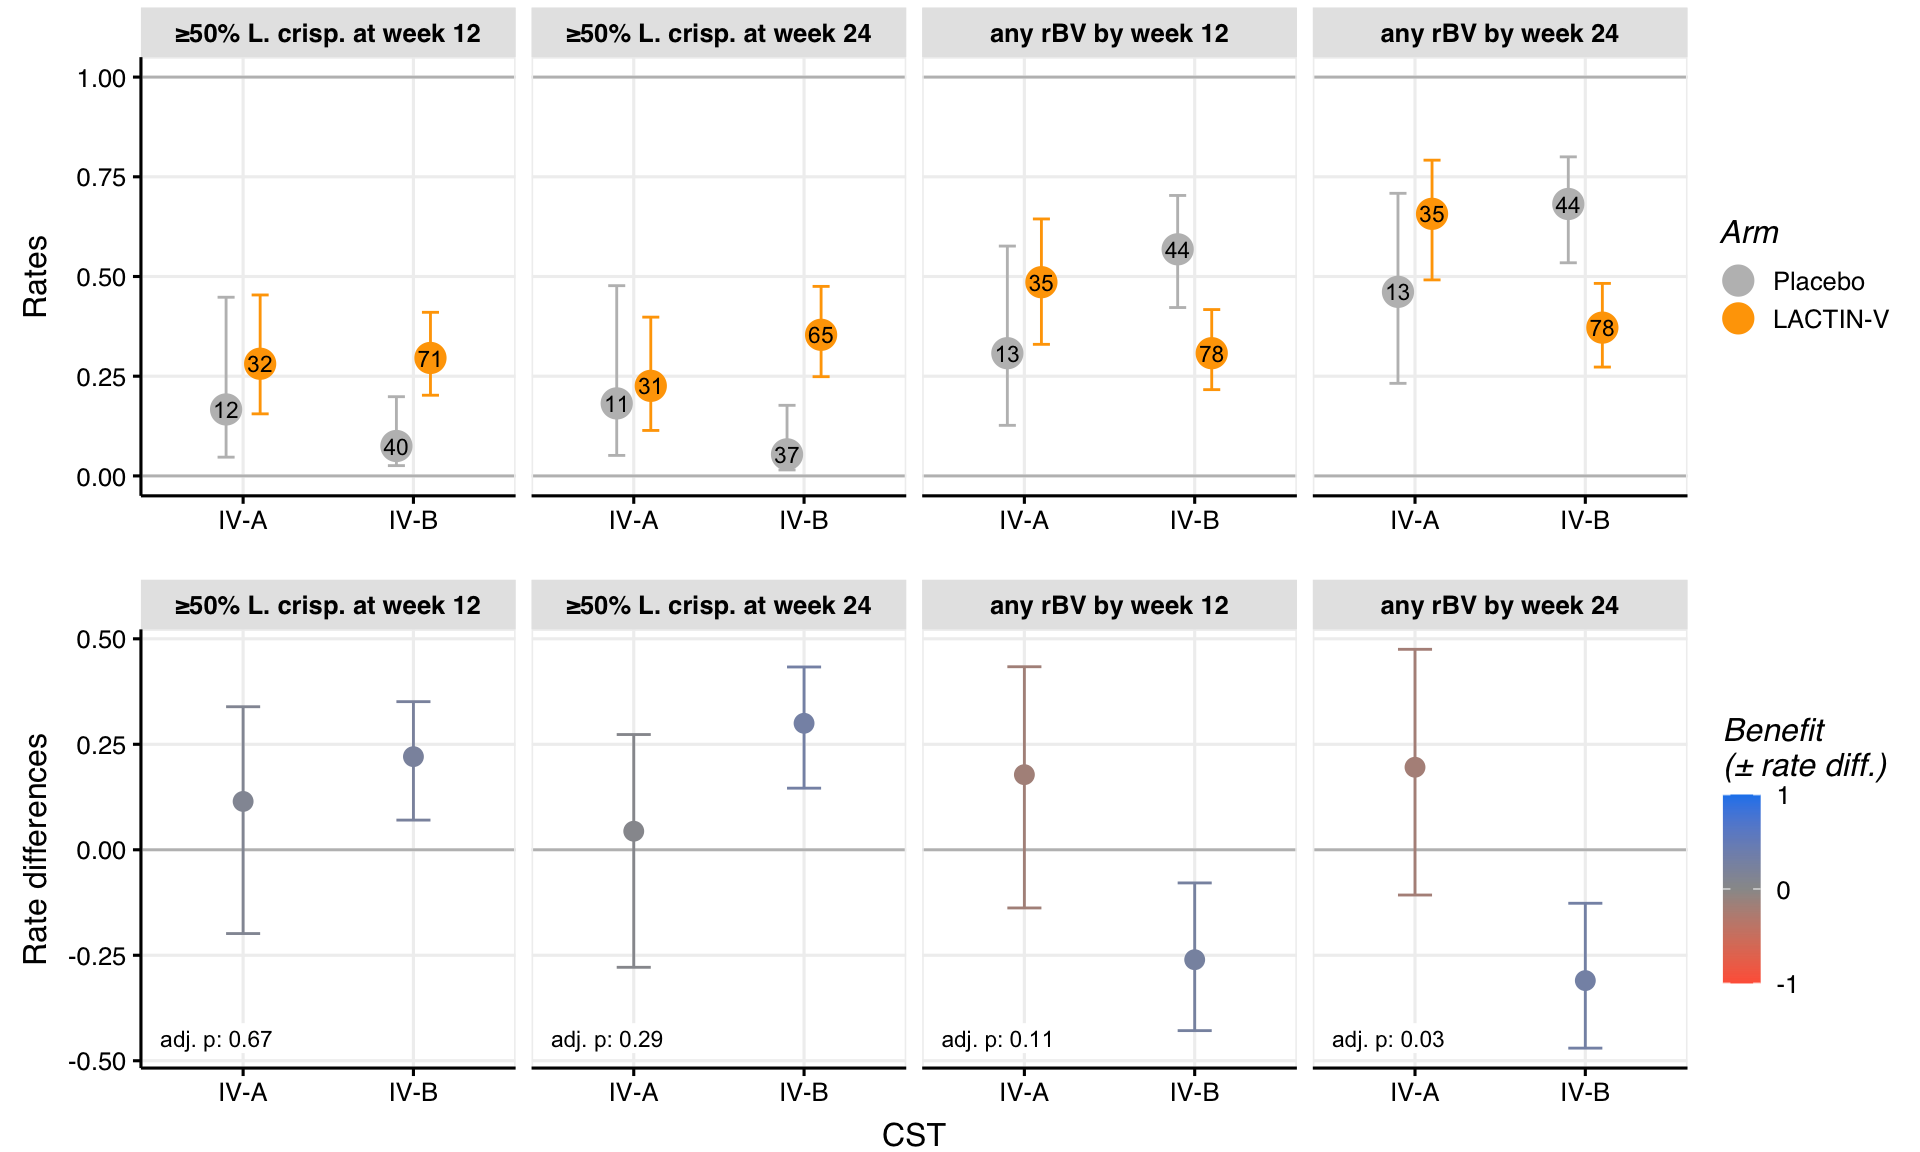 ≥50% L. crisp. at week 12
≥50% L. crisp. at week 24
any rBV by week 12
any rBV by week 24
Rates
1.00
0.75
0.50
0.25
0.00
12
32
40
71
11
31
37
65
13
35
44
78
13
35
44
78
IV-A
IV-B
IV-A
IV-B
IV-A
IV-B
IV-A
IV-B
Arm
Placebo
LACTIN-V
≥50% L. crisp. at week 12
≥50% L. crisp. at week 24
any rBV by week 12
any rBV by week 24
Rate differences
0.50
0.25
0.00
-0.25
-0.50
adj. p: 0.67
adj. p: 0.29
adj. p: 0.11
adj. p: 0.03
IV-A
IV-B
IV-A
IV-B
IV-A
IV-B
IV-A
IV-B
CST
Benefit
(± rate diff.)
1
0
-1